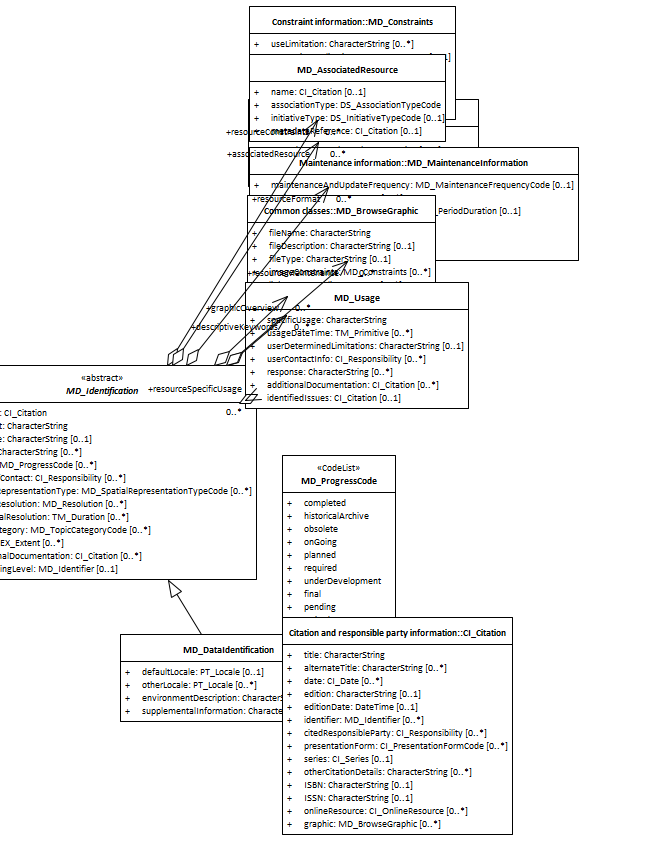 Constraint information::MD_Constraints
+ useLimitation: CharacterString [0..*]
MD_AssociatedResource
+ name: CI_Citation [0..1]
+ associationType: DS_AssociationTypeCode
+ initiativeType: DS_InitiativeTypeCode [0..1]
+ metadataReference: CI_Citation [0..1]
+resourceConstraints 0..*
+associatedResource 0..*
Maintenance information::MD_MaintenanceInformation
+ maintenanceAndUpdateFrequency: MD_MaintenanceFrequencyCode [0..1]
+resourceFormat 0..*
_PeriodDuration [0..1]
Common classes::MD_BrowseGraphic
+ fileName: CharacterString
+ fileDescription: CharacterString [0..1]
+ fileType: CharacterString [0..1]
+ imageConstraints: MD_Constraints [0..*]
MD_Usage
+ specificUsage: CharacterString
+ usageDateTime: TM_Primitive [0..*]
+ userDeterminedLimitations: CharacterString [0..1]
+ userContactInfo: CI_Responsibility [0..*]
+ response: CharacterString [0..*]
+ additionalDocumentation: CI_Citation [0..*]
+ identifiedIssues: CI_Citation [0..1]
+graphicOverview 0..*
+descriptiveKeywords 0..*
«abstract»
MD_Identification
+resourceSpecificUsage
0..*
: CI_Citation
t: CharacterString
e: CharacterString [0..1]
CharacterString [0..*]
MD_ProgressCode [0..*]
Contact: CI_Responsibility [0..*]
epresentationType: MD_SpatialRepresentationTypeCode [0..*]
esolution: MD_Resolution [0..*]
alResolution: TM_Duration [0..*]
tegory: MD_TopicCategoryCode [0..*]
EX_Extent [0..*]
nalDocumentation: CI_Citation [0..*]
ingLevel: MD_Identifier [0..1]
«CodeList»
MD_ProgressCode
+ completed
+ historicalArchive
+ obsolete
+ onGoing
+ planned
+ required
+ underDevelopment
+ final
+ pending
MD_DataIdentification
+ defaultLocale: PT_Locale [0..1]
+ otherLocale: PT_Locale [0..*]
+ environmentDescription: CharacterS
+ supplementalInformation: Characte
Citation and responsible party information::CI_Citation
+ title: CharacterString
+ alternateTitle: CharacterString [0..*]
+ date: CI_Date [0..*]
+ edition: CharacterString [0..1]
+ editionDate: DateTime [0..1]
+ identifier: MD_Identifier [0..*]
+ citedResponsibleParty: CI_Responsibility [0..*]
+ presentationForm: CI_PresentationFormCode [0..*]
+ series: CI_Series [0..1]
+ otherCitationDetails: CharacterString [0..*]
+ ISBN: CharacterString [0..1]
+ ISSN: CharacterString [0..1]
+ onlineResource: CI_OnlineResource [0..*]
+ graphic: MD_BrowseGraphic [0..*]